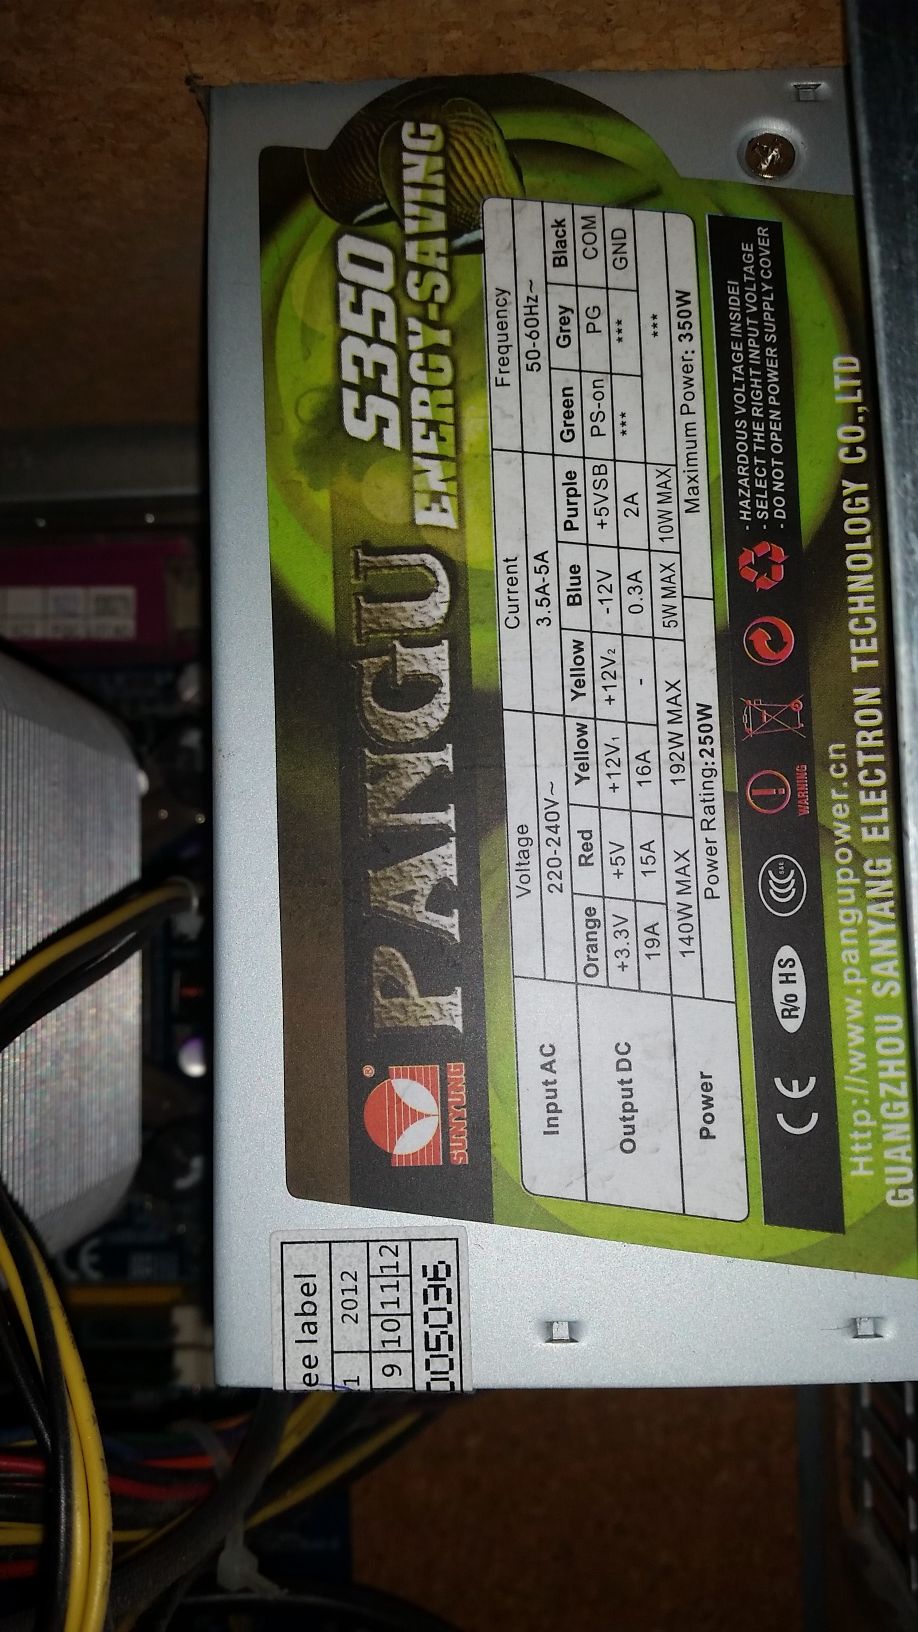 SUNYUNG®
PANGU
S350
ENERGY-SAVING
Input AC
Voltage
Current
Frequency
220-240V~
3.5A-5A
50-60Hz~
Output DC
Orange Red Yellow Yellow Blue Purple Green Grey Black
+3.3V +5V +12V₁ +12V₂ -12V +5VSB PS-on PG COM
19A 15A 16A - 0.3A 2A *** *** GND
Power
140W MAX 192W MAX 5W MAX 10W MAX ***
Power Rating:250W Maximum Power: 350W
CE R/o HS CCC S&E WARNING
- HAZARDOUS VOLTAGE INSIDE!
- SELECT THE RIGHT INPUT VOLTAGE
- DO NOT OPEN POWER SUPPLY COVER
Http://www.pangupower.cn
GUANGZHOU SANYANG ELECTRON TECHNOLOGY CO.,LTD
ee label
1 2012
9 10 11 12
005036
CE